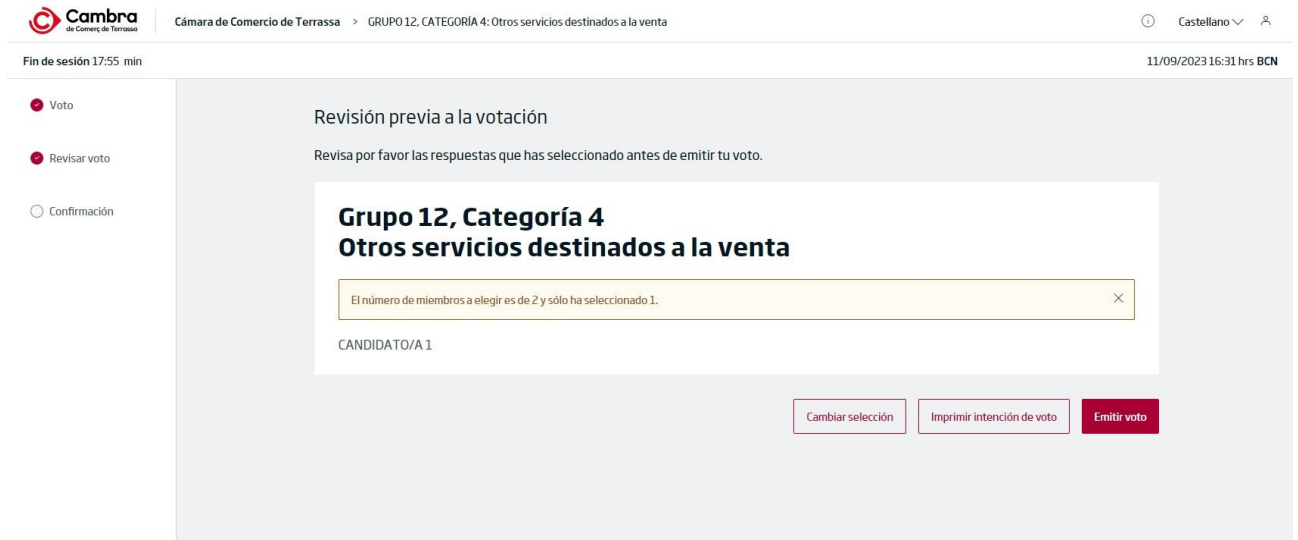 Cambra
de Comerç de Terrassa
Cámara de Comercio de Terrassa > GRUPO 12, CATEGORÍA 4: Otros servicios destinados a la venta
Castellano
Fin de sesión 17:55 min
11/09/2023 16:31 hrs BCN
Voto
Revisar voto
Confirmación
Revisión previa a la votación
Revisa por favor las respuestas que has seleccionado antes de emitir tu voto.
Grupo 12, Categoría 4
Otros servicios destinados a la venta
El número de miembros a elegir es de 2 y sólo ha seleccionado 1.
CANDIDATO/A 1
Cambiar selección
Imprimir intención de voto
Emitir voto